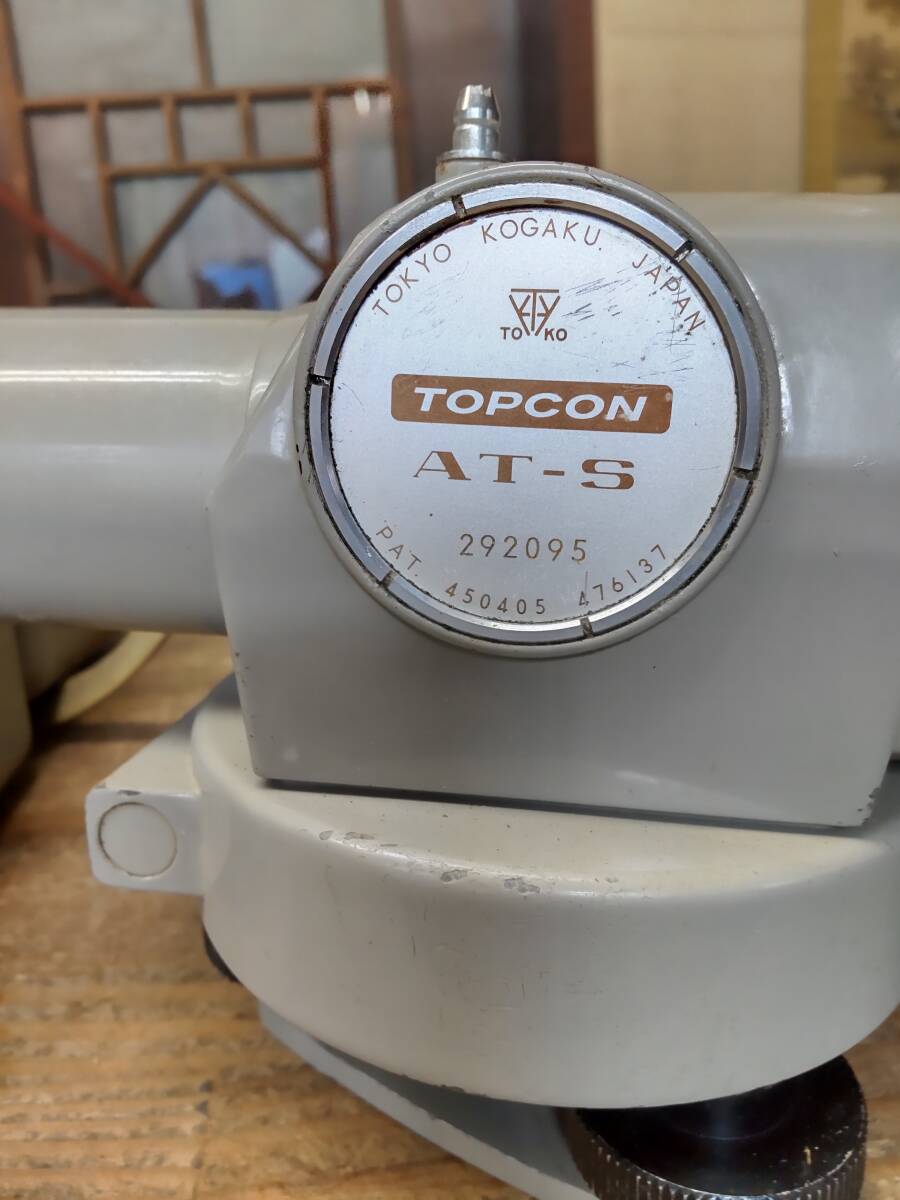 TOKYO KOGAKU. JAPAN
TOKO
TOPCON
AT-S
292095
PAT. 450405 476137